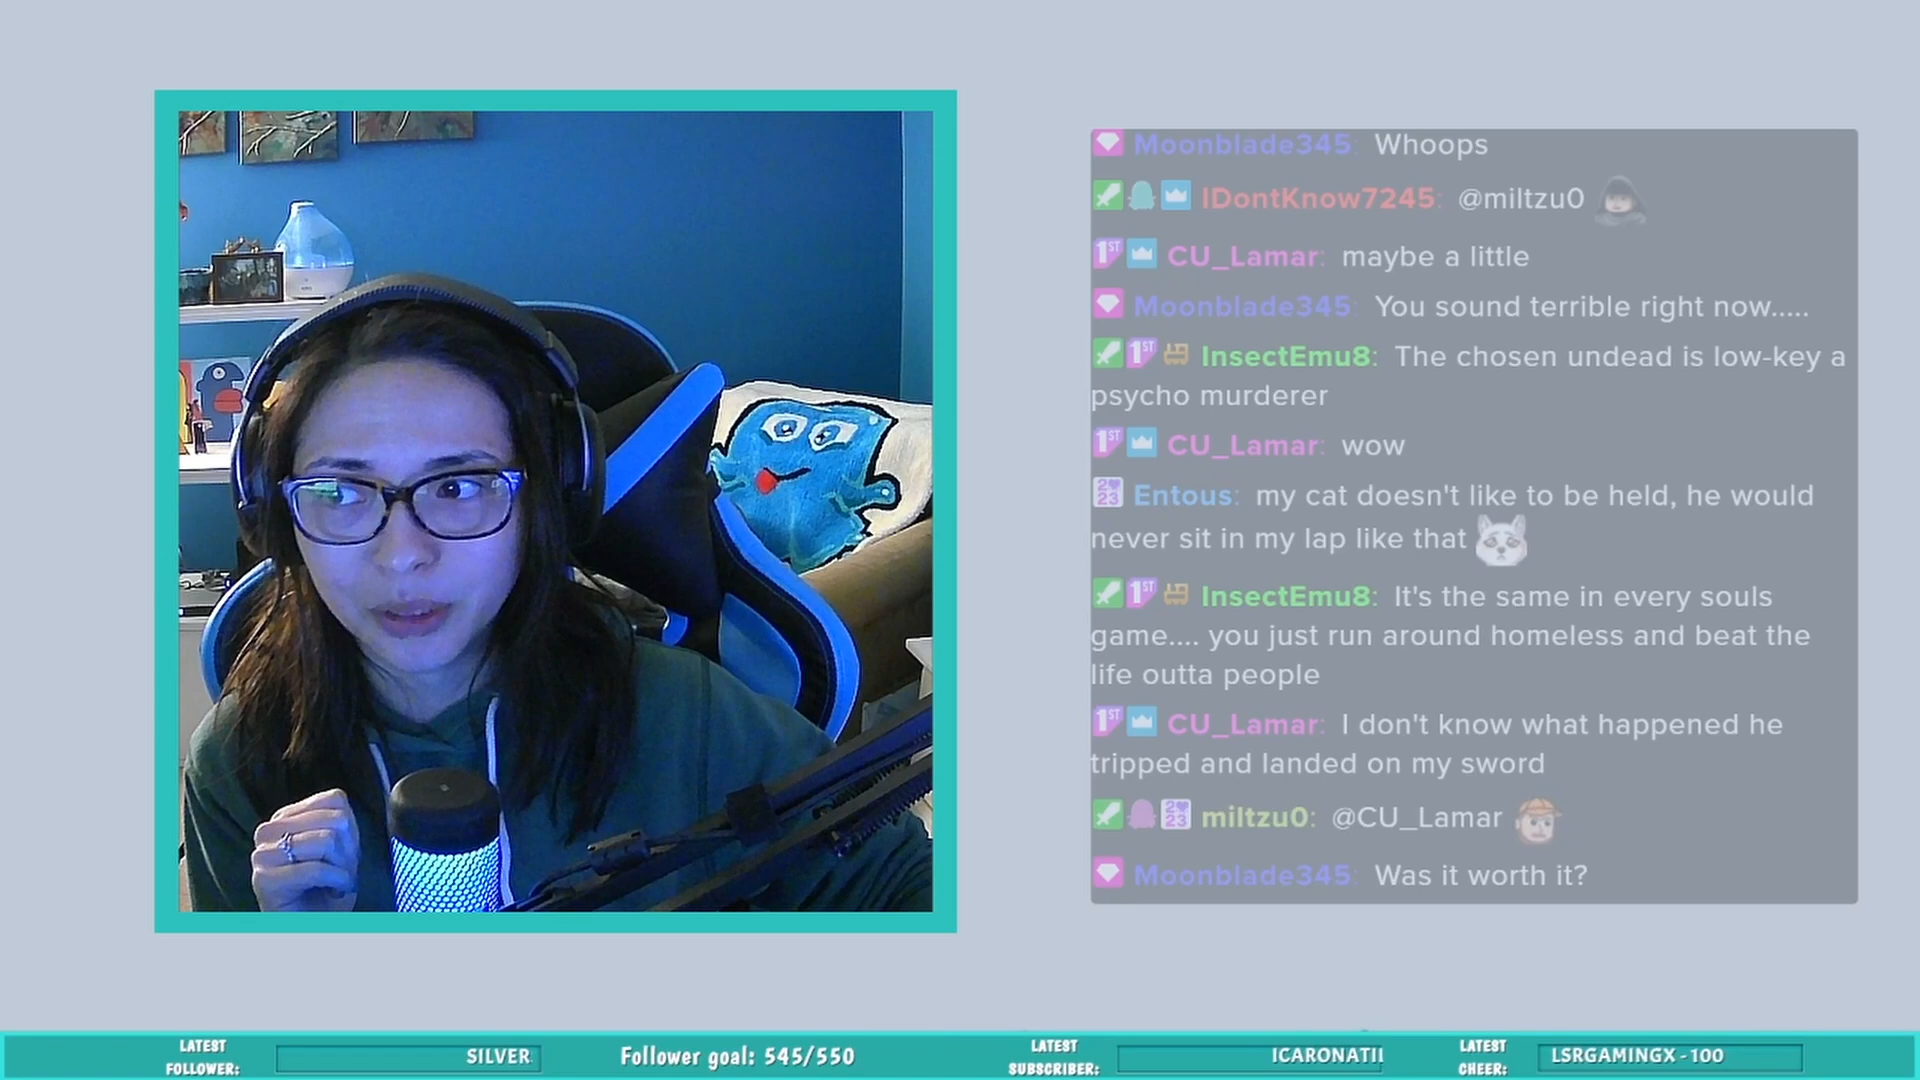 Moonblade345: Whoops
IDontKnow7245: @miltzu0
CU_Lamar: maybe a little
Moonblade345: You sound terrible right now.....
InsectEmu8: The chosen undead is low-key a
psycho murderer
CU_Lamar: wow
Entous: my cat doesn't like to be held, he would
never sit in my lap like that
InsectEmu8: It's the same in every souls
game.... you just run around homeless and beat the
life outta people
CU_Lamar: I don't know what happened he
tripped and landed on my sword
miltzu0: @CU_Lamar
Moonblade345: Was it worth it?
LATEST
FOLLOWER:
SILVER
Follower goal: 545/550
LATEST
SUBSCRIBER:
ICARONATI
LATEST
CHEER:
LSRGAMINGX - 100